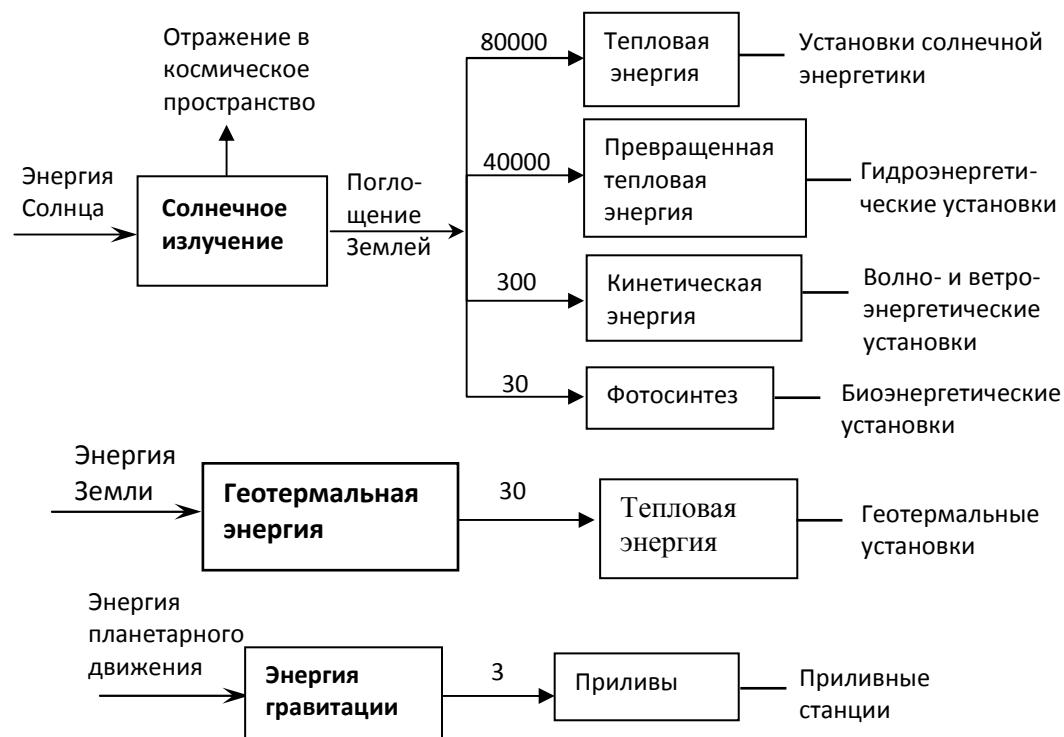 Отражение в
космическое
пространство
80000
Тепловая
энергия
Установки солнечной
энергетики
Энергия
Солнца
Солнечное
излучение
Погло-
щение
Землей
40000
Превращенная
тепловая
энергия
Гидроэнергети-
ческие установки
300
Кинетическая
энергия
Волно- и ветро-
энергетические
установки
30
Фотосинтез
Биоэнергетические
установки
Энергия
Земли
Геотермальная
энергия
30
Тепловая
энергия
Геотермальные
установки
Энергия
планетарного
движения
Энергия
гравитации
3
Приливы
Приливные
станции